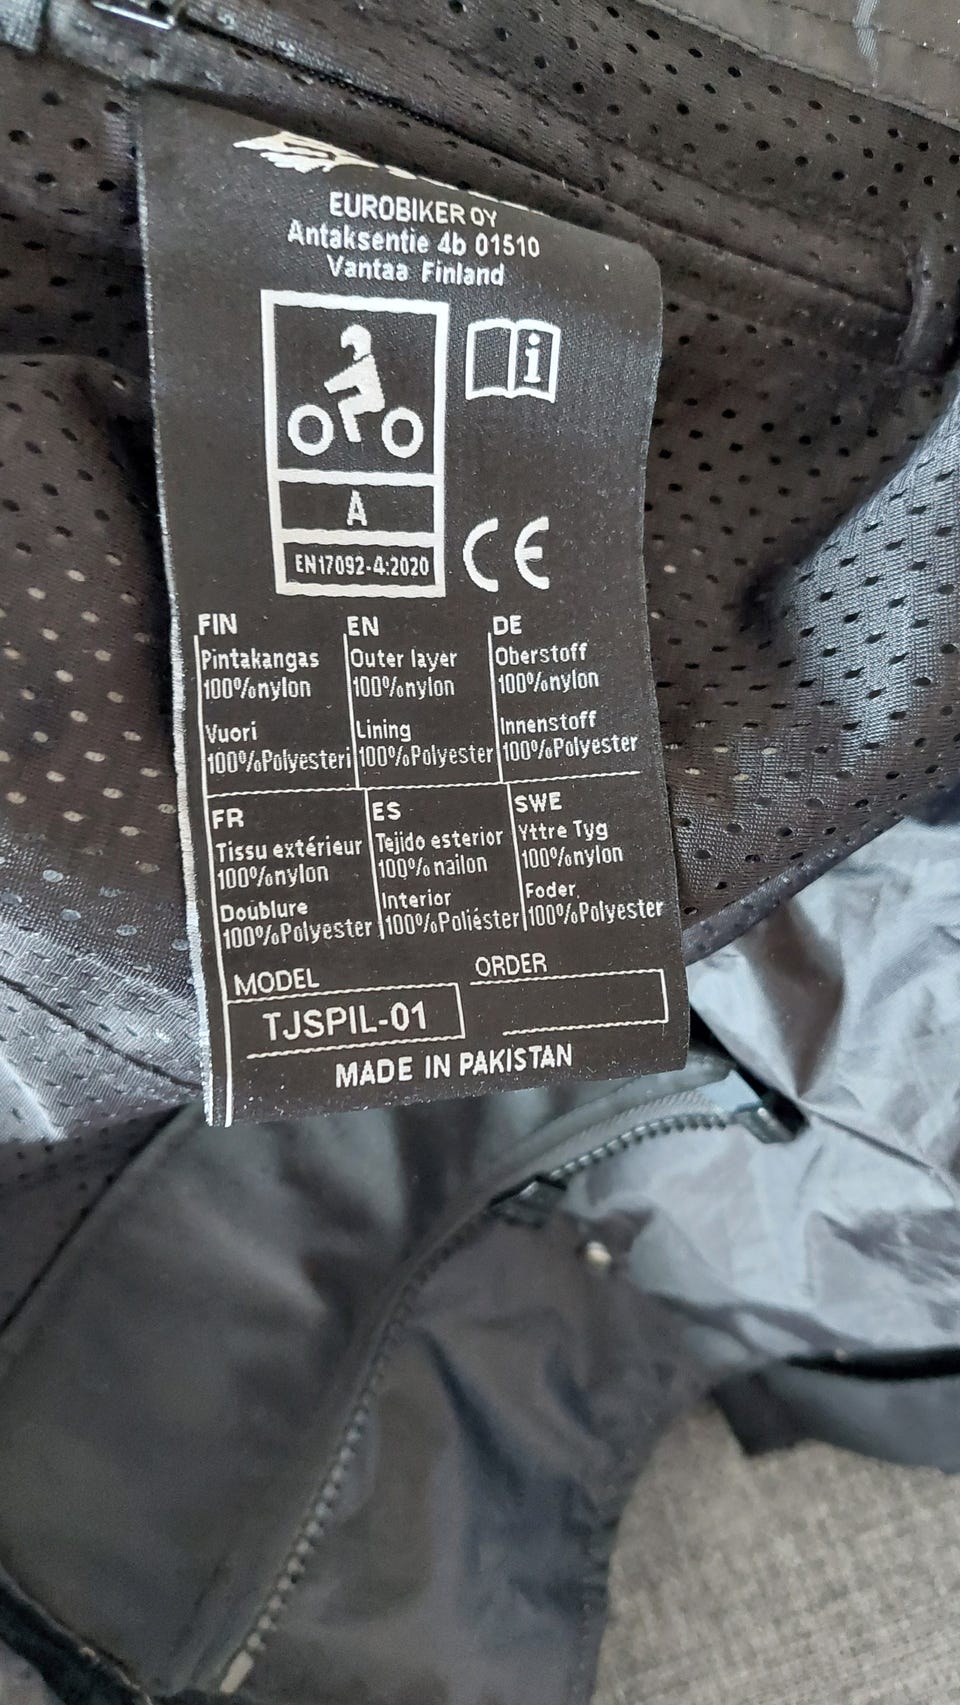 EUROBIKER OY
Antaksentie 4b 01510
Vantaa Finland
i
A
EN17092-4:2020
CE
FIN
Pintakangas
100%nylon
Vuori
100%Polyesteri
EN
Outer layer
100%nylon
Lining
100%Polyester
DE
Oberstoff
100%nylon
Innenstoff
100%Polyester
FR
Tissu extérieur
100%nylon
Doublure
100%Polyester
ES
Tejido esterior
100% nailon
Interior
100%Poliéster
SWE
Yttre Tyg
100%nylon
Foder
100%Polyester
MODEL
TJSPIL-01
ORDER
MADE IN PAKISTAN